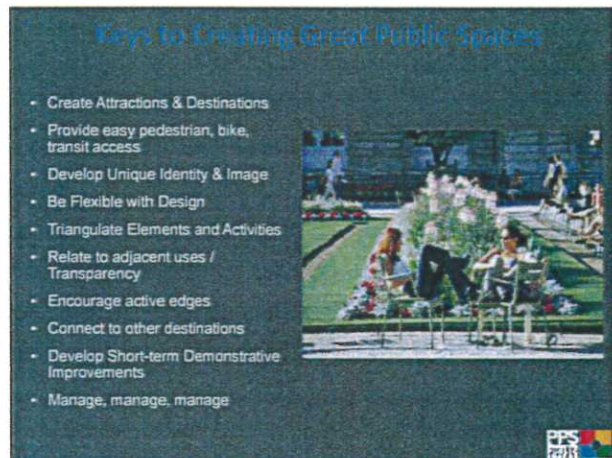 Keys to Creating Great Public Spaces
- Create Attractions & Destinations
- Provide easy pedestrian, bike,
transit access
- Develop Unique Identity & Image
- Be Flexible with Design
- Triangulate Elements and Activities
- Relate to adjacent uses /
Transparency
- Encourage active edges
- Connect to other destinations
- Develop Short-term Demonstrative
Improvements
- Manage, manage, manage
PPS